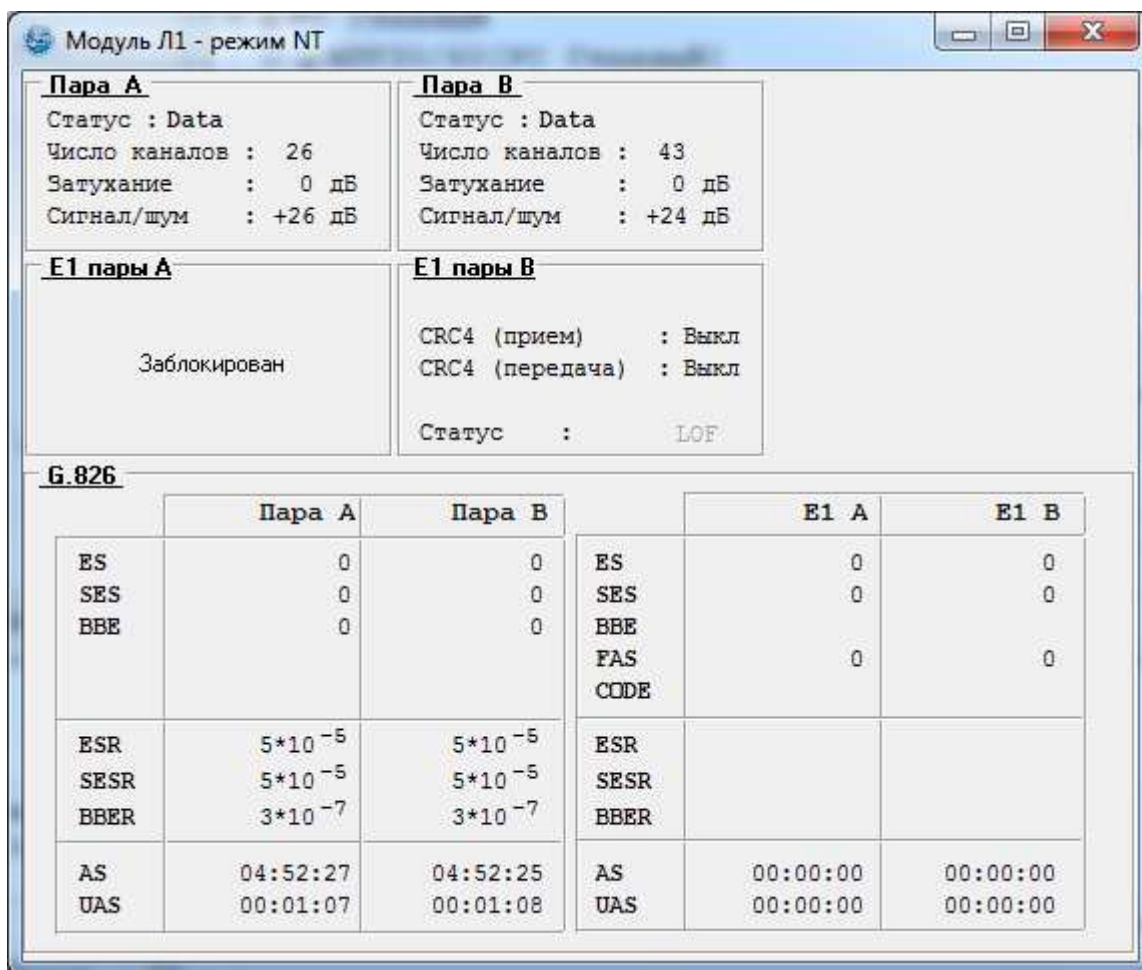 Модуль Л1 - режим NT
Пара A
Статус : Data
Число каналов : 26
Затухание : 0 дБ
Сигнал/шум : +26 дБ
Пара B
Статус : Data
Число каналов : 43
Затухание : 0 дБ
Сигнал/шум : +24 дБ
E1 пары A
Заблокирован
E1 пары B
CRC4 (прием) : Выкл
CRC4 (передача) : Выкл
Статус : LOF
G.826
Пара A Пара B
ES 0 0
SES 0 0
BBE 0 0
ESR 5*10⁻⁵ 5*10⁻⁵
SESR 5*10⁻⁵ 5*10⁻⁵
BBER 3*10⁻⁷ 3*10⁻⁷
AS 04:52:27 04:52:25
UAS 00:01:07 00:01:08
E1 A E1 B
ES 0 0
SES 0 0
BBE
FAS 0 0
CODE
ESR
SESR
BBER
AS 00:00:00 00:00:00
UAS 00:00:00 00:00:00